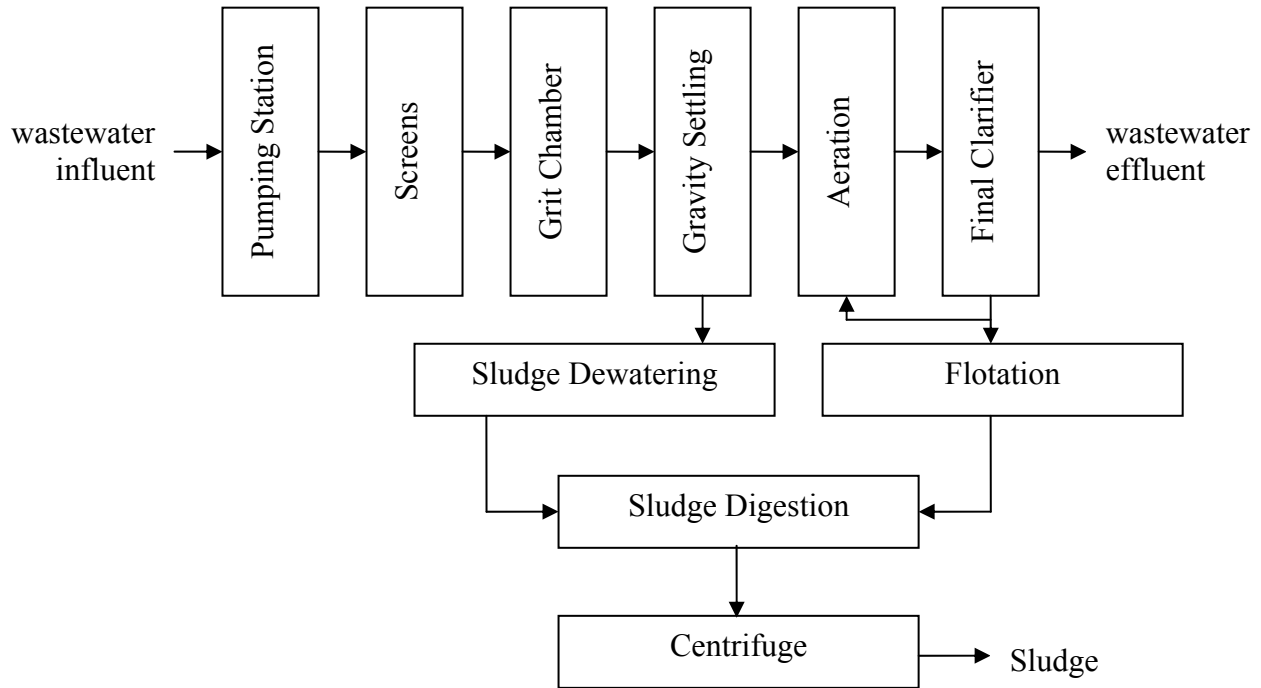 wastewater
influent
Pumping Station
Screens
Grit Chamber
Gravity Settling
Aeration
Final Clarifier
wastewater
effluent
Sludge Dewatering
Flotation
Sludge Digestion
Centrifuge
Sludge